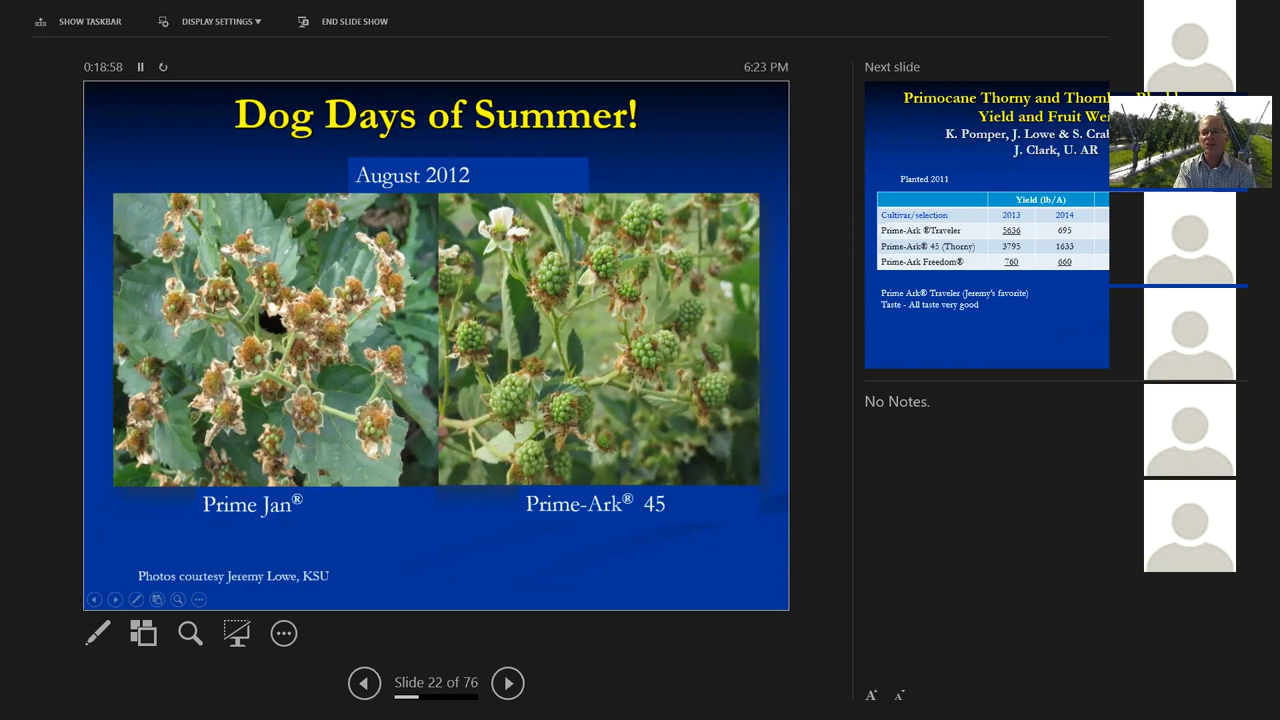 SHOW TASKBAR
DISPLAY SETTINGS ▼
END SLIDE SHOW
0:18:58
6:23 PM
Dog Days of Summer!
August 2012
Prime Jan®
Prime-Ark® 45
Photos courtesy Jeremy Lowe, KSU
Slide 22 of 76
Next slide
Primocane Thorny and
Yield and Fruit
K. Pomper, J. Lowe & S.
J. Clark, U. AR
Planted 2011
Yield (lb/A)
Cultivar/selection 2013 2014
Prime-Ark ®Traveler 5636 695
Prime-Ark® 45 (Thorny) 3795 1633
Prime-Ark Freedom® 760 660
Prime Ark® Traveler (Jeremy's favorite)
Taste - All taste very good
No Notes.
A A